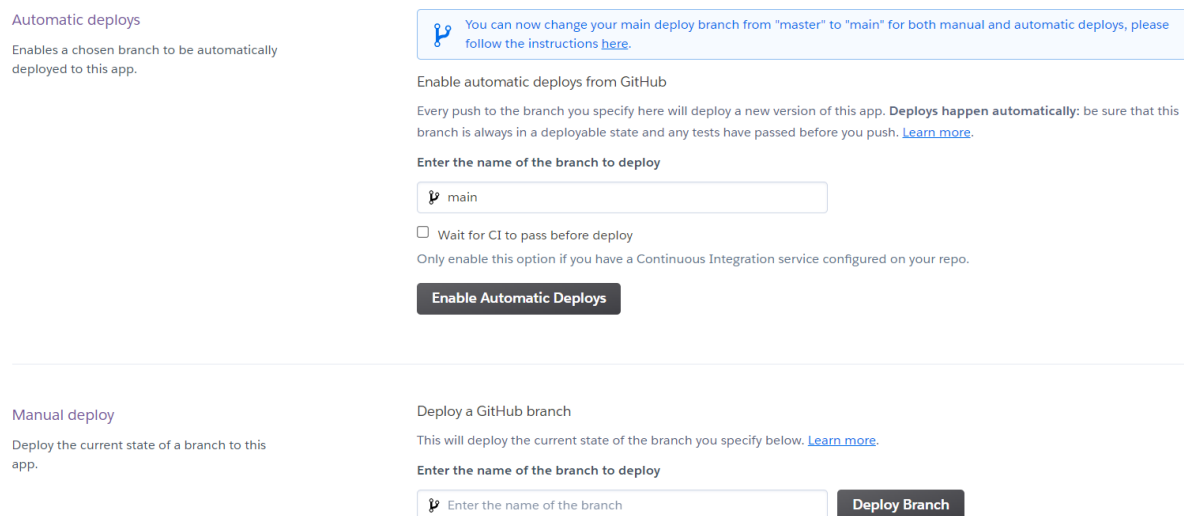 Automatic deploys
Enables a chosen branch to be automatically
deployed to this app.
You can now change your main deploy branch from "master" to "main" for both manual and automatic deploys, please
follow the instructions here.
Enable automatic deploys from GitHub
Every push to the branch you specify here will deploy a new version of this app. Deploys happen automatically: be sure that this
branch is always in a deployable state and any tests have passed before you push. Learn more.
Enter the name of the branch to deploy
main
Wait for CI to pass before deploy
Only enable this option if you have a Continuous Integration service configured on your repo.
Enable Automatic Deploys
Manual deploy
Deploy the current state of a branch to this
app.
Deploy a GitHub branch
This will deploy the current state of the branch you specify below. Learn more.
Enter the name of the branch to deploy
Enter the name of the branch
Deploy Branch